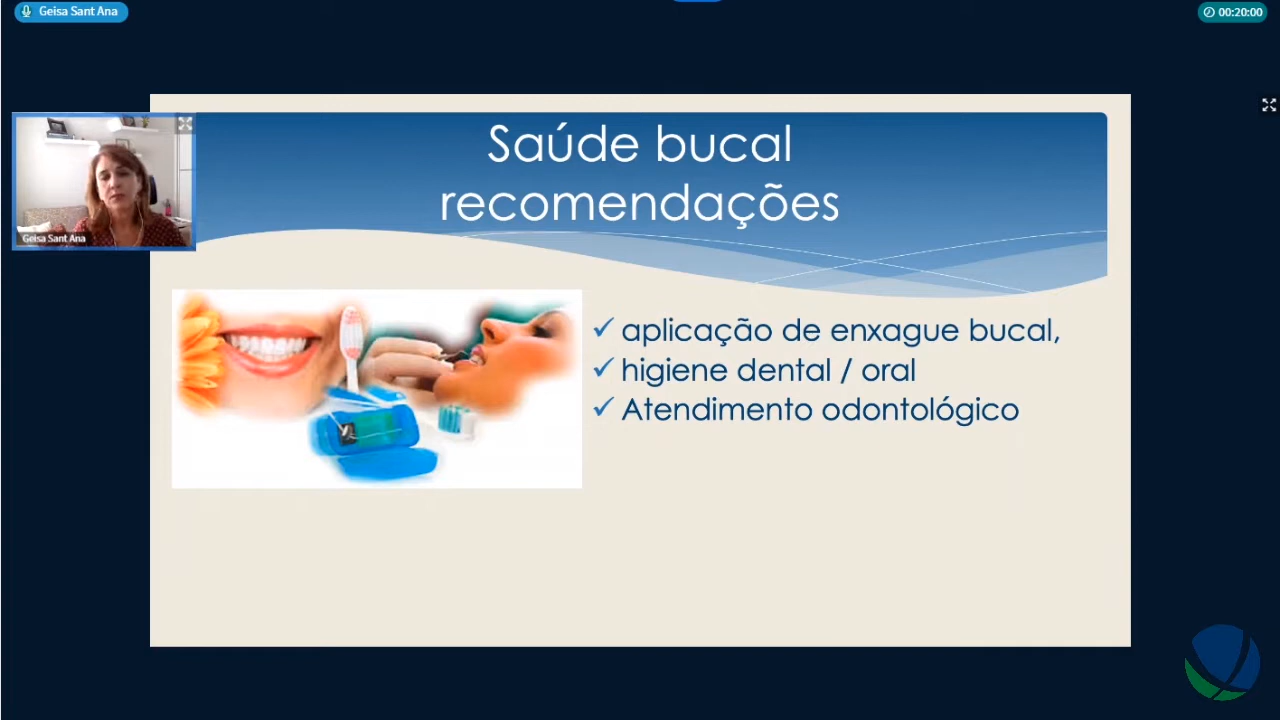 Geisa Sant Ana
00:20:00
Saúde bucal
recomendações
Geisa Sant Ana
aplicação de enxague bucal,
higiene dental / oral
Atendimento odontológico